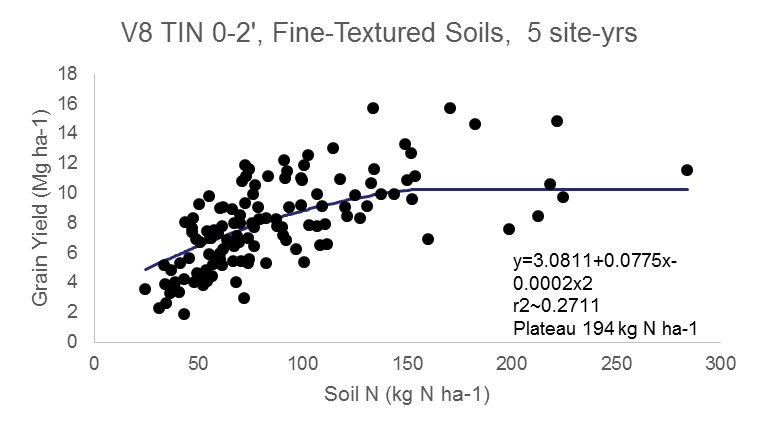 V8 TIN 0-2', Fine-Textured Soils, 5 site-yrs
18
16
14
12
10
8
6
4
2
0
Grain Yield (Mg ha-1)
y=3.0811+0.0775x-
0.0002x2
r2~0.2711
Plateau 194 kg N ha-1
0 50 100 150 200 250 300
Soil N (kg N ha-1)